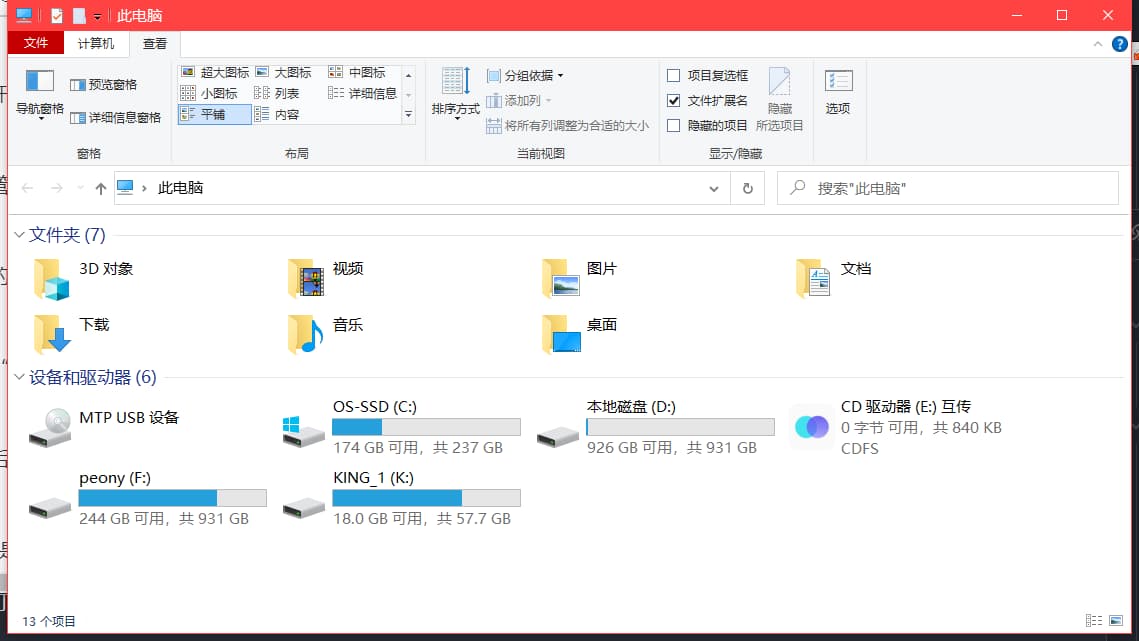 此电脑
文件 计算机 查看
导航窗格
预览窗格
详细信息窗格
窗格
超大图标 大图标 中图标
小图标 列表 详细信息
平铺 内容
布局
排序方式
分组依据
添加列
将所有列调整为合适的大小
当前视图
项目复选框
文件扩展名
隐藏的项目
隐藏
所选项目
显示/隐藏
选项
此电脑
搜索"此电脑"
文件夹 (7)
3D 对象 视频 图片 文档
下载 音乐 桌面
设备和驱动器 (6)
MTP USB 设备
OS-SSD (C:)
174 GB 可用，共 237 GB
本地磁盘 (D:)
926 GB 可用，共 931 GB
CD 驱动器 (E:) 互传
0 字节 可用，共 840 KB
CDFS
peony (F:)
244 GB 可用，共 931 GB
KING_1 (K:)
18.0 GB 可用，共 57.7 GB
13 个项目